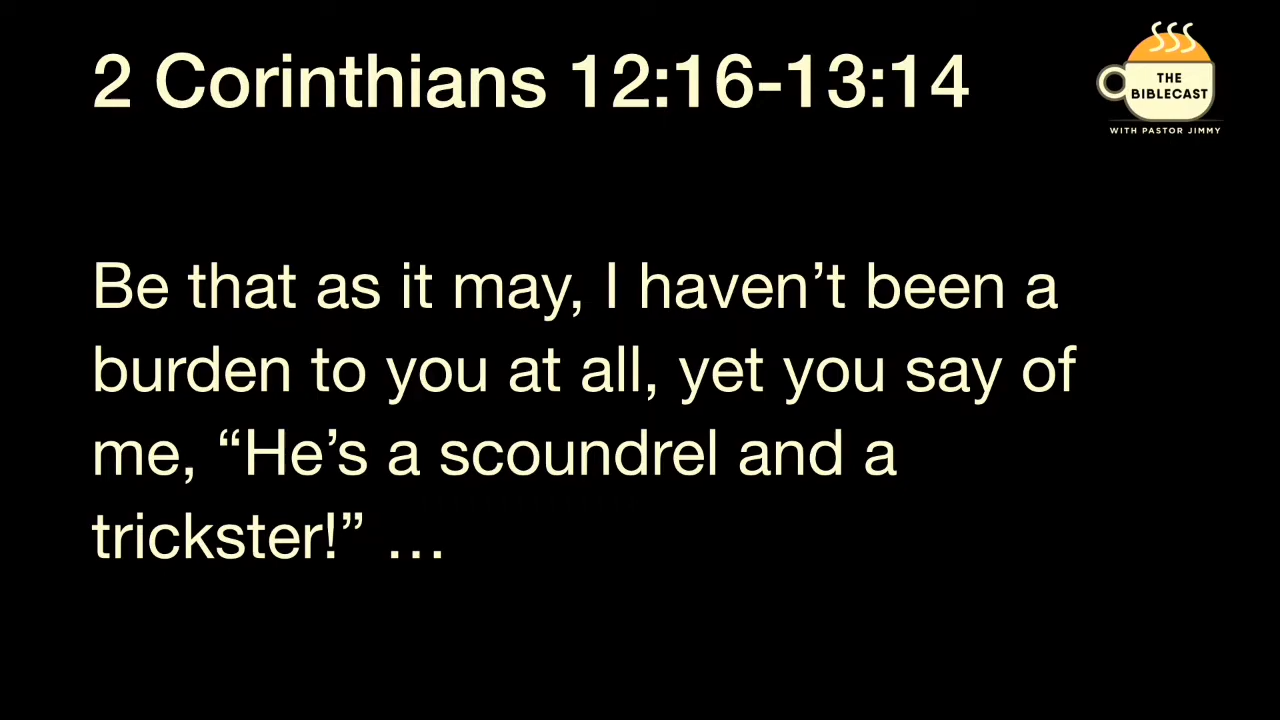 2 Corinthians 12:16-13:14
THE
BIBLECAST
WITH PASTOR JIMMY
Be that as it may, I haven’t been a
burden to you at all, yet you say of
me, “He’s a scoundrel and a
trickster!” …